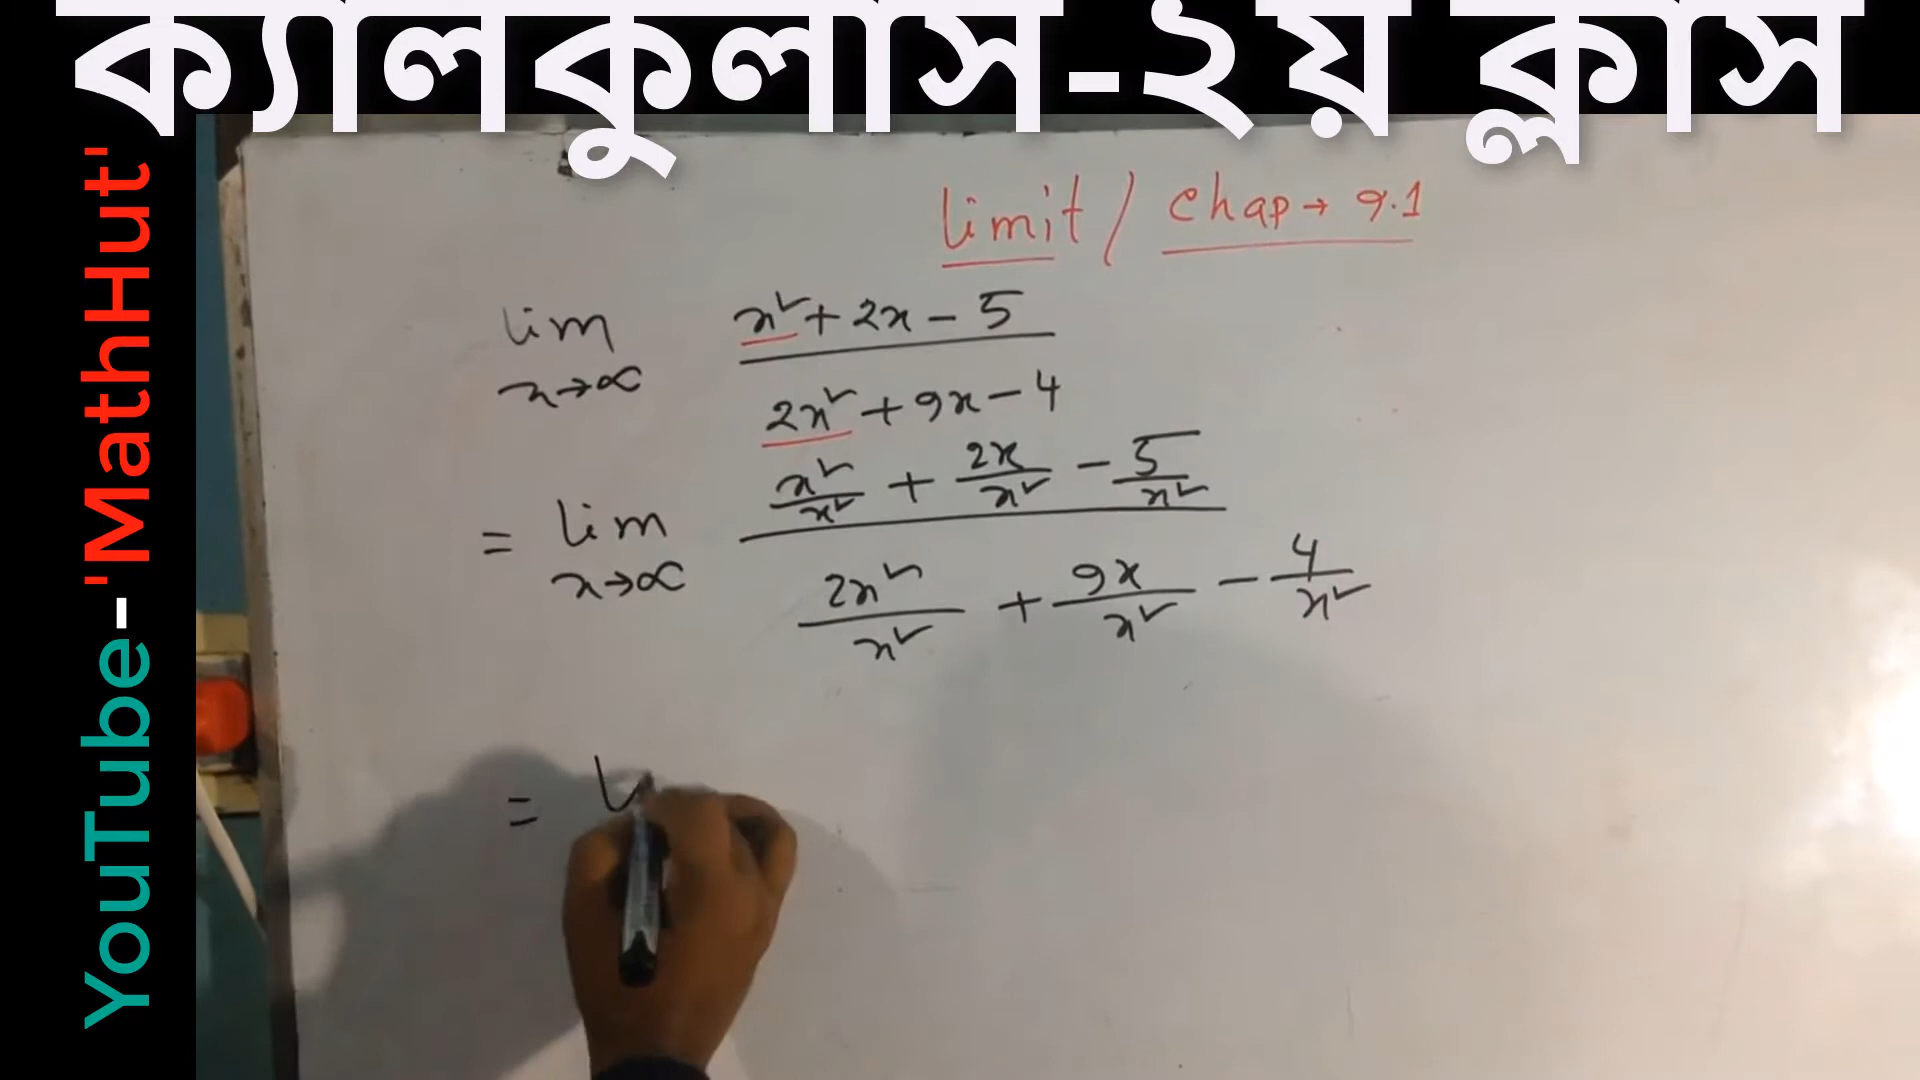 ক্যালকুলাস-২য় ক্লাস
YouTube-'MathHut'
limit / chap → 9.1
lim x→∞ (x² + 2x - 5) / (2x² + 9x - 4)
= lim x→∞ (x²/x² + 2x/x² - 5/x²) / (2x²/x² + 9x/x² - 4/x²)
=